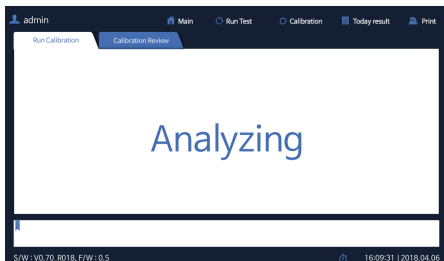 admin Main Run Test Calibration Today result Print
Run Calibration Calibration Review
Analyzing
S/W : V0.70_R018, F/W : 0.5 16:09:31 | 2018.04.06